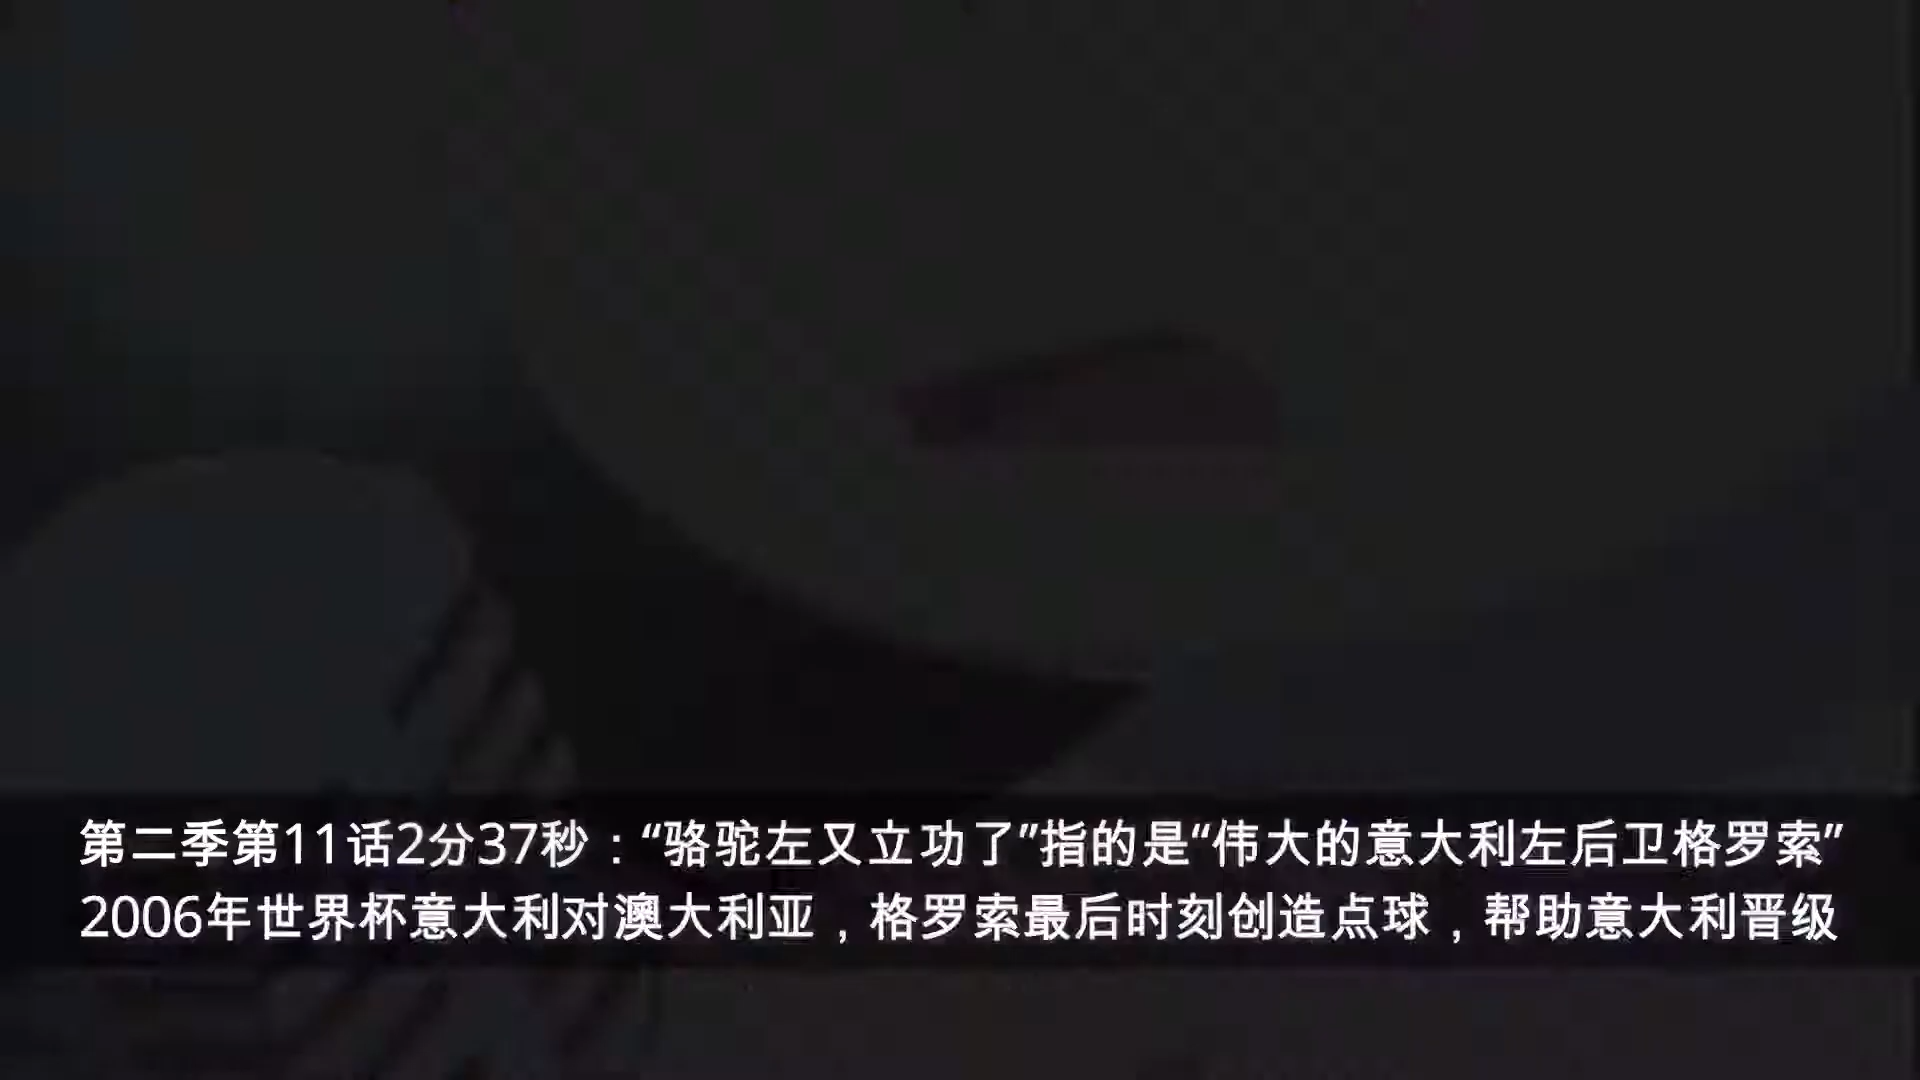 第二季第11话2分37秒：“骆驼左又立功了”指的是“伟大的意大利左后卫格罗索”
2006年世界杯意大利对澳大利亚，格罗索最后时刻创造点球，帮助意大利晋级